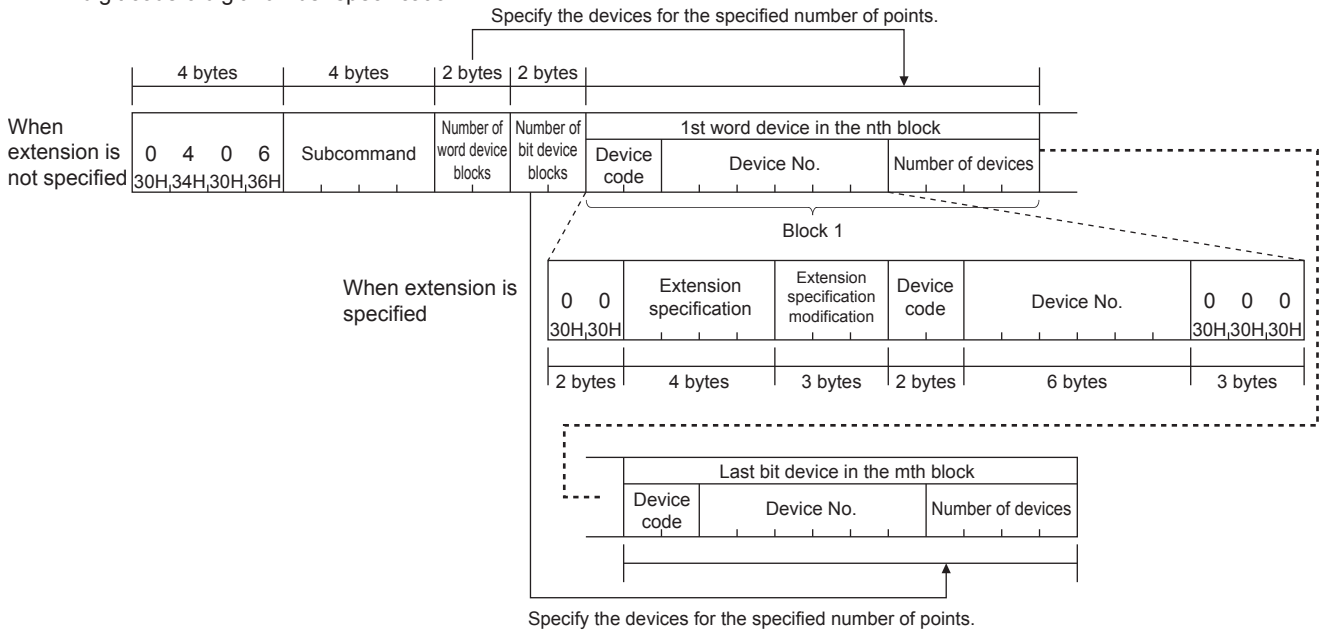 Specify the devices for the specified number of points.
4 bytes 4 bytes 2 bytes 2 bytes
When
extension is
not specified
0 4 0 6
30H 34H 30H 36H
Subcommand
Number of
word device
blocks
Number of
bit device
blocks
1st word device in the nth block
Device
code
Device No.
Number of devices
Block 1
When extension is
specified
0 0
30H 30H
Extension
specification
Extension
specification
modification
Device
code
Device No.
0 0 0
30H 30H 30H
2 bytes 4 bytes 3 bytes 2 bytes 6 bytes 3 bytes
Last bit device in the mth block
Device
code
Device No.
Number of devices
Specify the devices for the specified number of points.